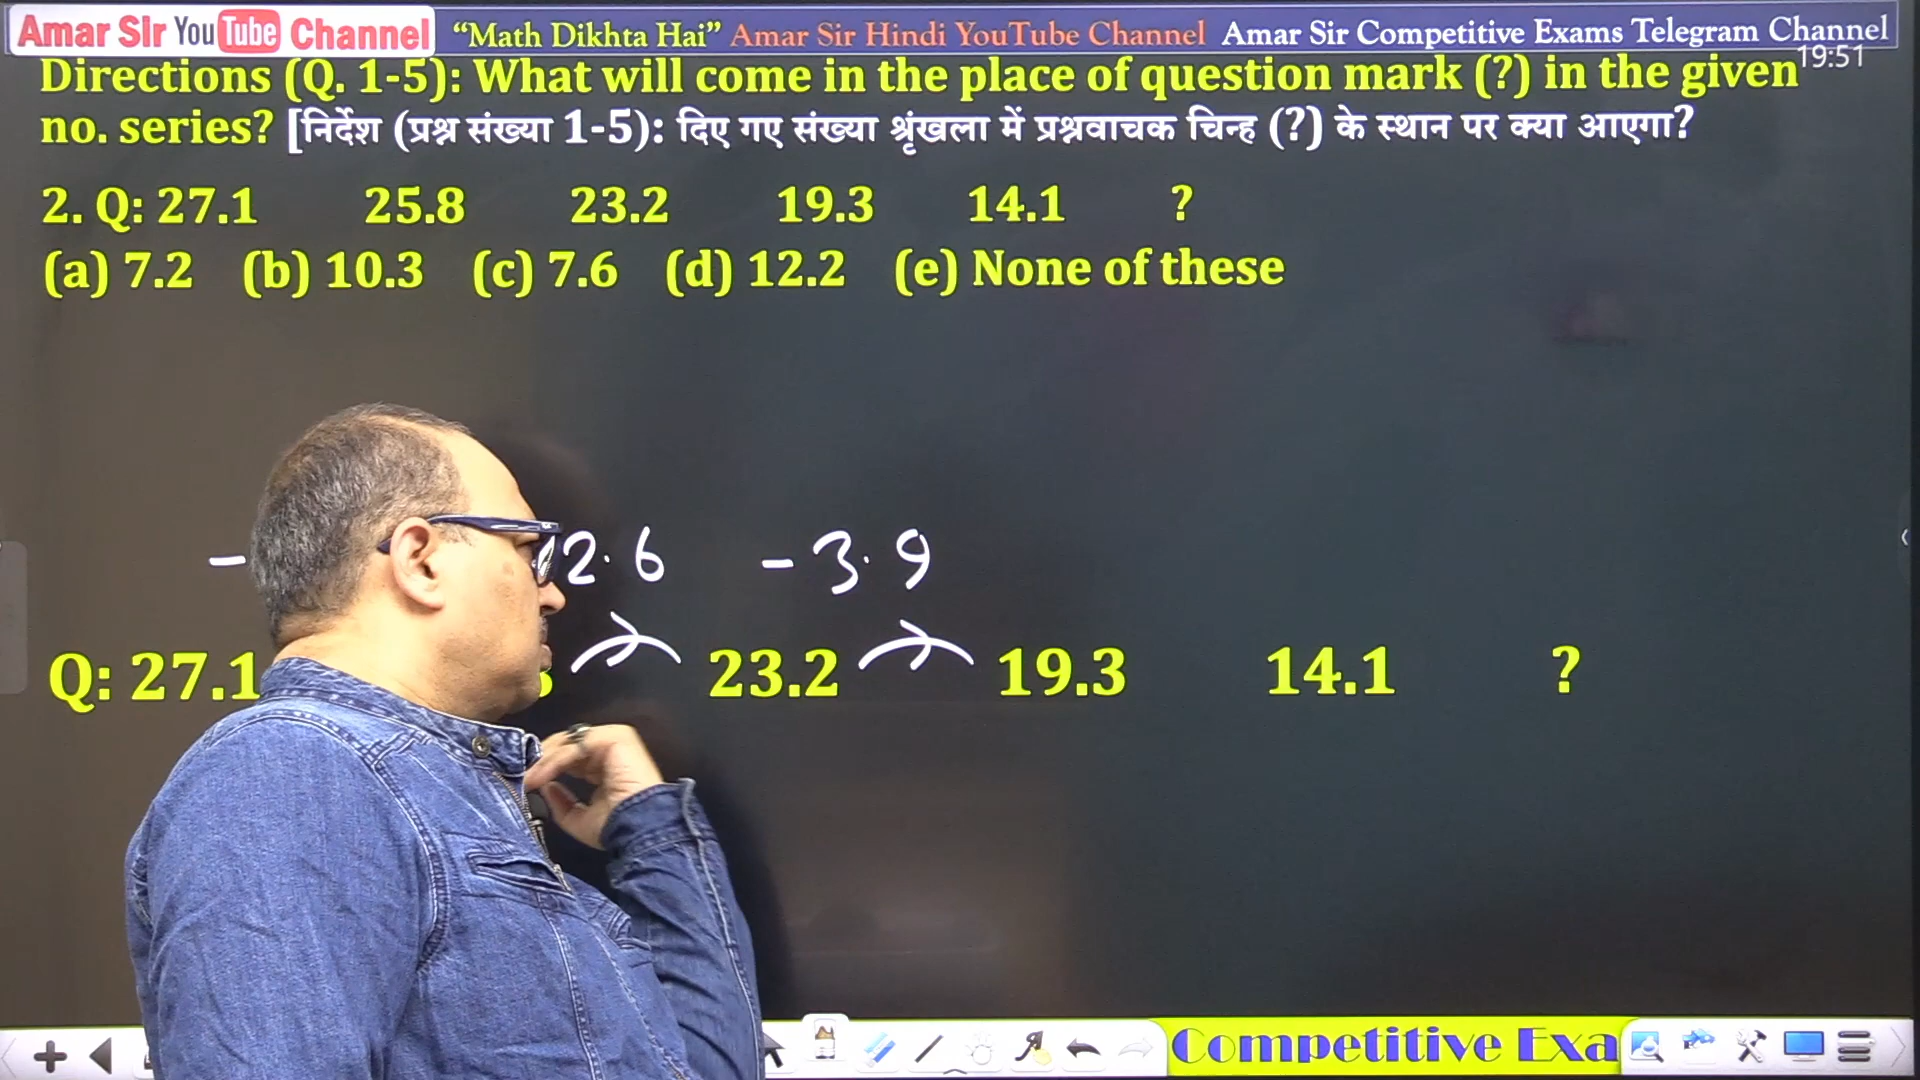 Amar Sir YouTube Channel "Math Dikhta Hai" Amar Sir Hindi YouTube Channel Amar Sir Competitive Exams Telegram Channel
19:51
Directions (Q. 1-5): What will come in the place of question mark (?) in the given
no. series? [निर्देश (प्रश्न संख्या 1-5): दिए गए संख्या श्रृंखला में प्रश्नवाचक चिन्ह (?) के स्थान पर क्या आएगा?
2. Q: 27.1 25.8 23.2 19.3 14.1 ?
(a) 7.2 (b) 10.3 (c) 7.6 (d) 12.2 (e) None of these
- 2.6 - 3.9
Q: 27.1 23.2 19.3 14.1 ?
Competitive Exa